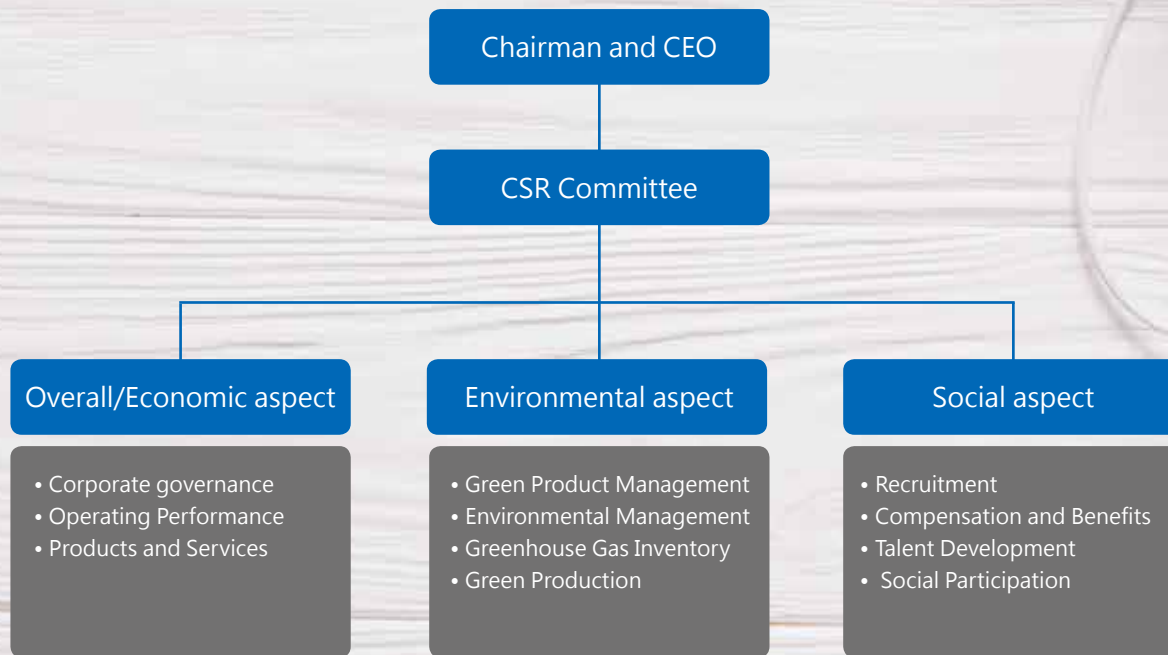 Chairman and CEO
CSR Committee
Overall/Economic aspect
• Corporate governance
• Operating Performance
• Products and Services
Environmental aspect
• Green Product Management
• Environmental Management
• Greenhouse Gas Inventory
• Green Production
Social aspect
• Recruitment
• Compensation and Benefits
• Talent Development
• Social Participation